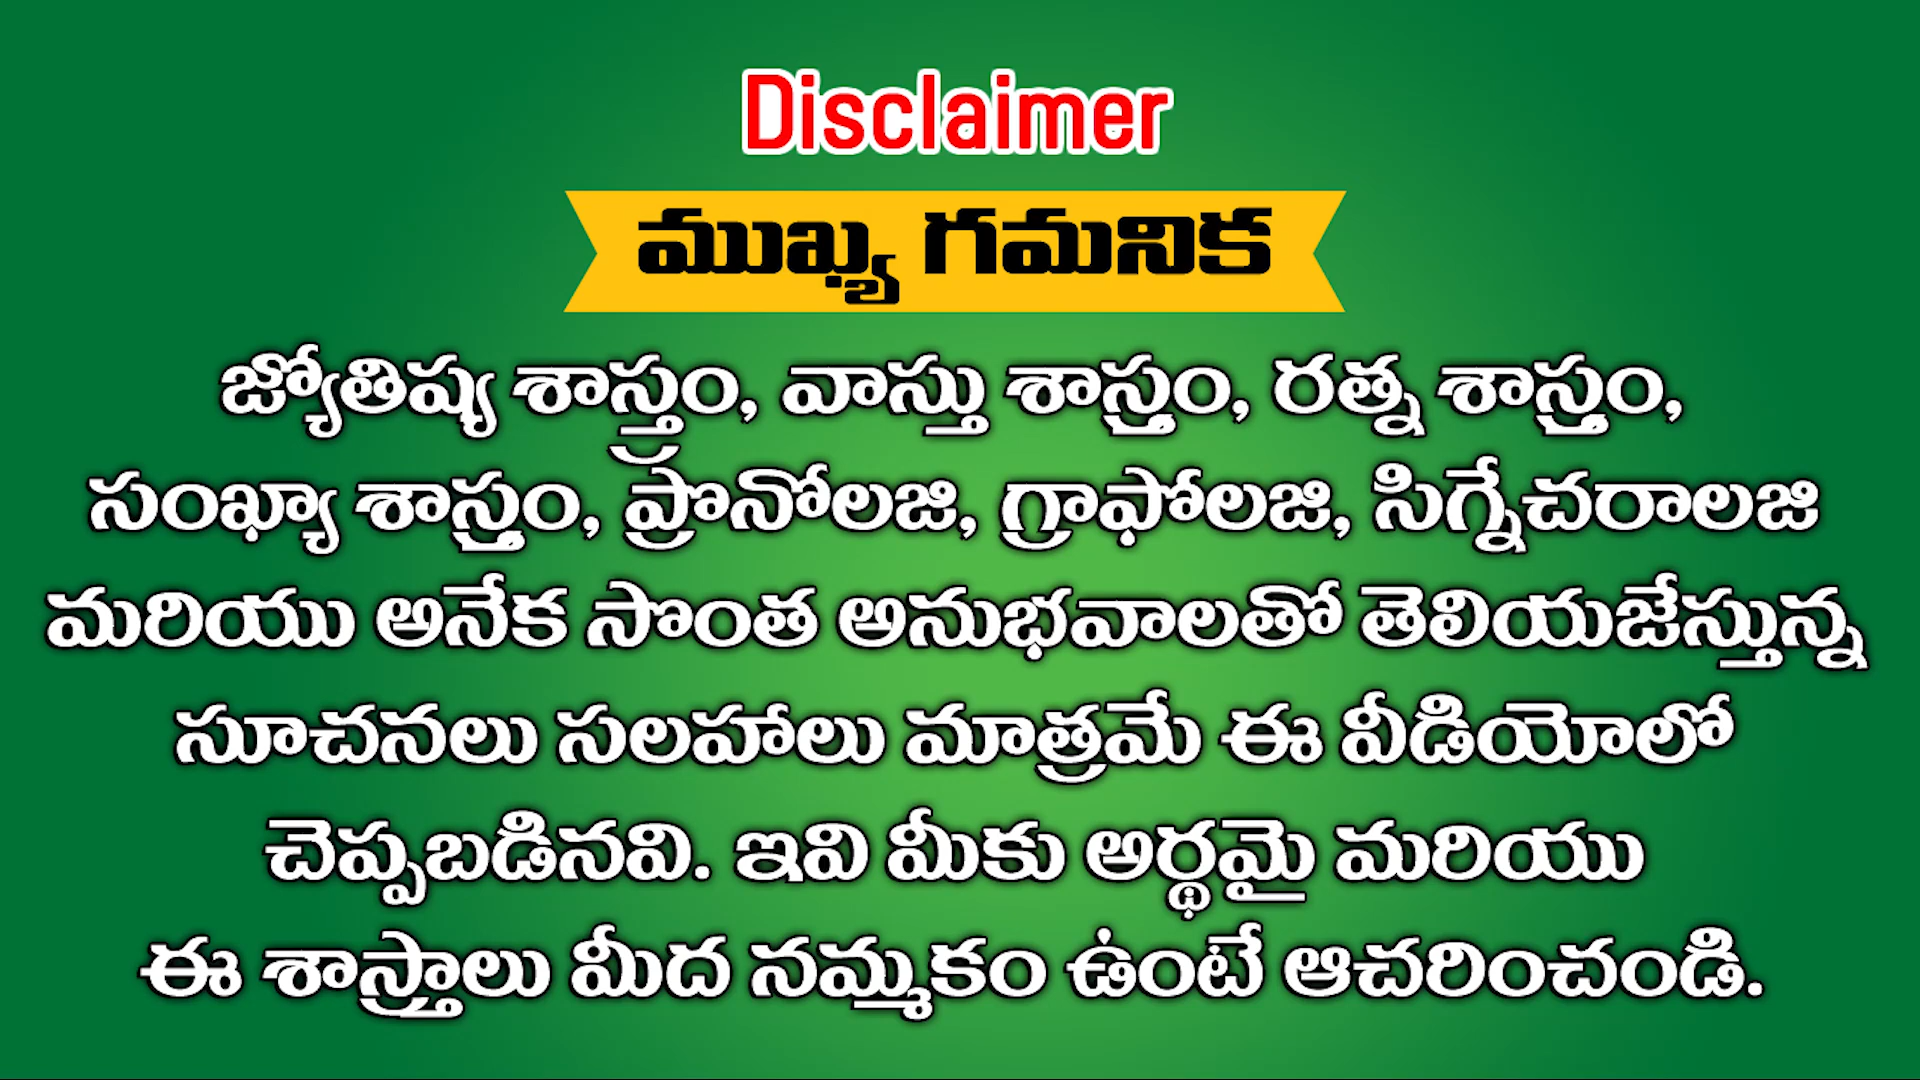 Disclaimer
ముఖ్య గమనిక
జ్యోతిష్య శాస్త్రం, వాస్తు శాస్త్రం, రత్న శాస్త్రం,
సంఖ్యా శాస్త్రం, ప్రొనోలజి, గ్రాఫోలజి, సిగ్నేచరాలజి
మరియు అనేక సొంత అనుభవాలతో తెలియజేస్తున్న
సూచనలు సలహాలు మాత్రమే ఈ వీడియోలో
చెప్పబడినవి. ఇవి మీకు అర్థమై మరియు
ఈ శాస్త్రాలు మీద నమ్మకం ఉంటే ఆచరించండి.